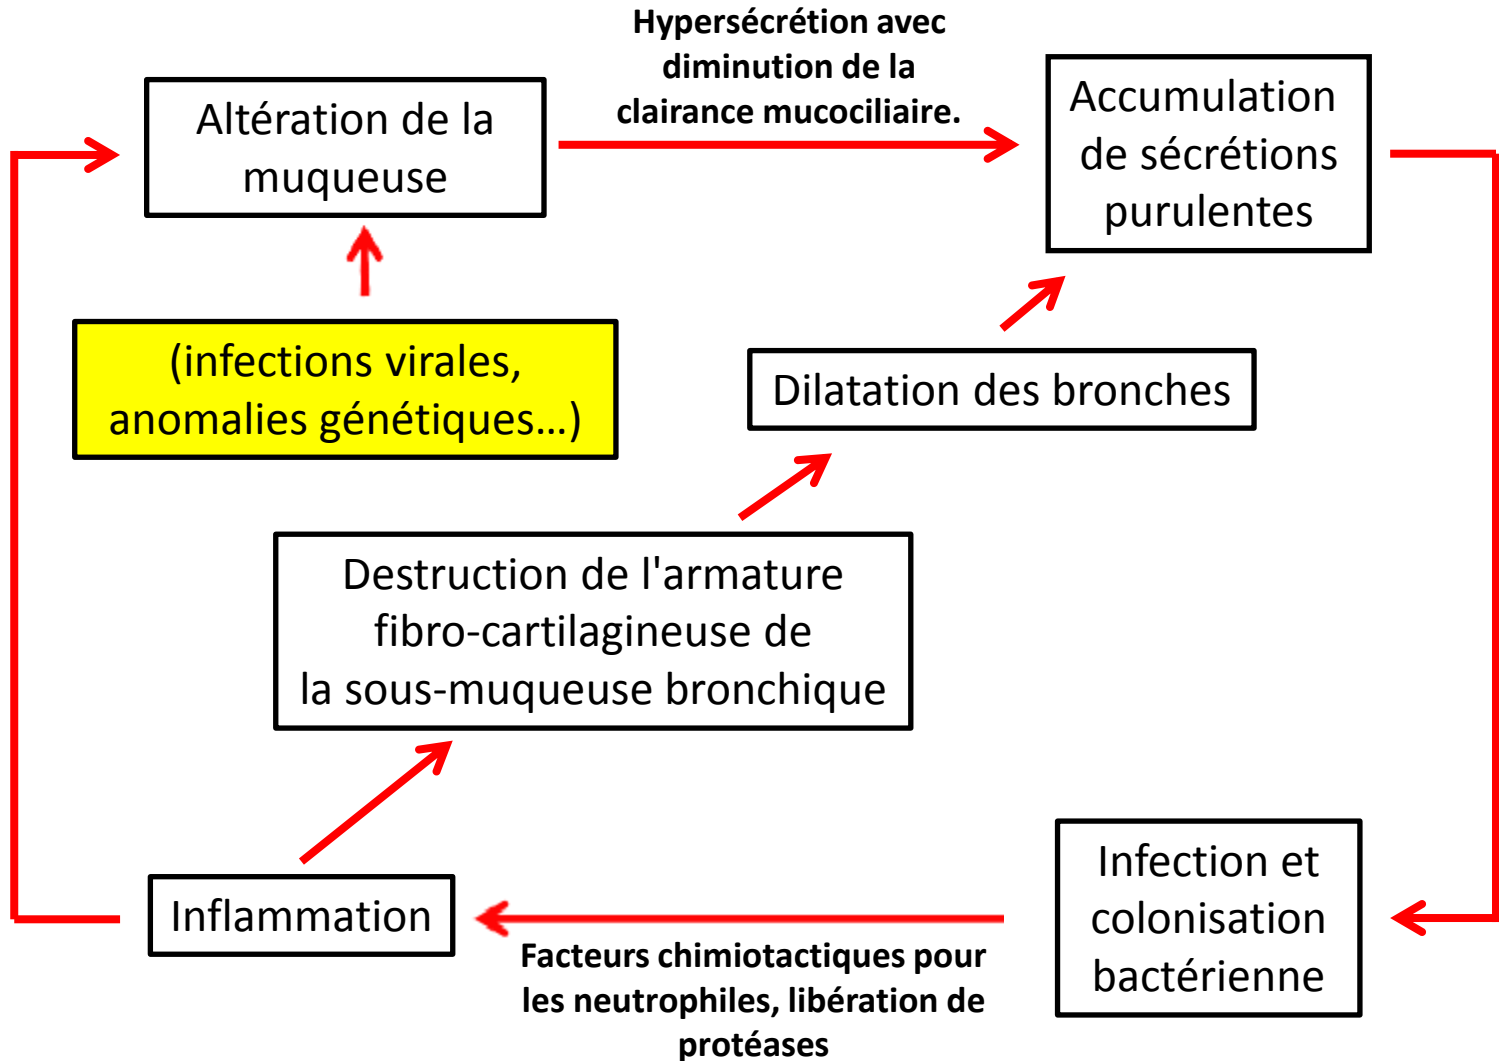 Hypersécrétion avec
diminution de la
clairance mucociliaire.
Altération de la
muqueuse
Accumulation
de sécrétions
purulentes
(infections virales,
anomalies génétiques…)
Dilatation des bronches
Destruction de l'armature
fibro-cartilagineuse de
la sous-muqueuse bronchique
Inflammation
Infection et
colonisation
bactérienne
Facteurs chimiotactiques pour
les neutrophiles, libération de
protéases